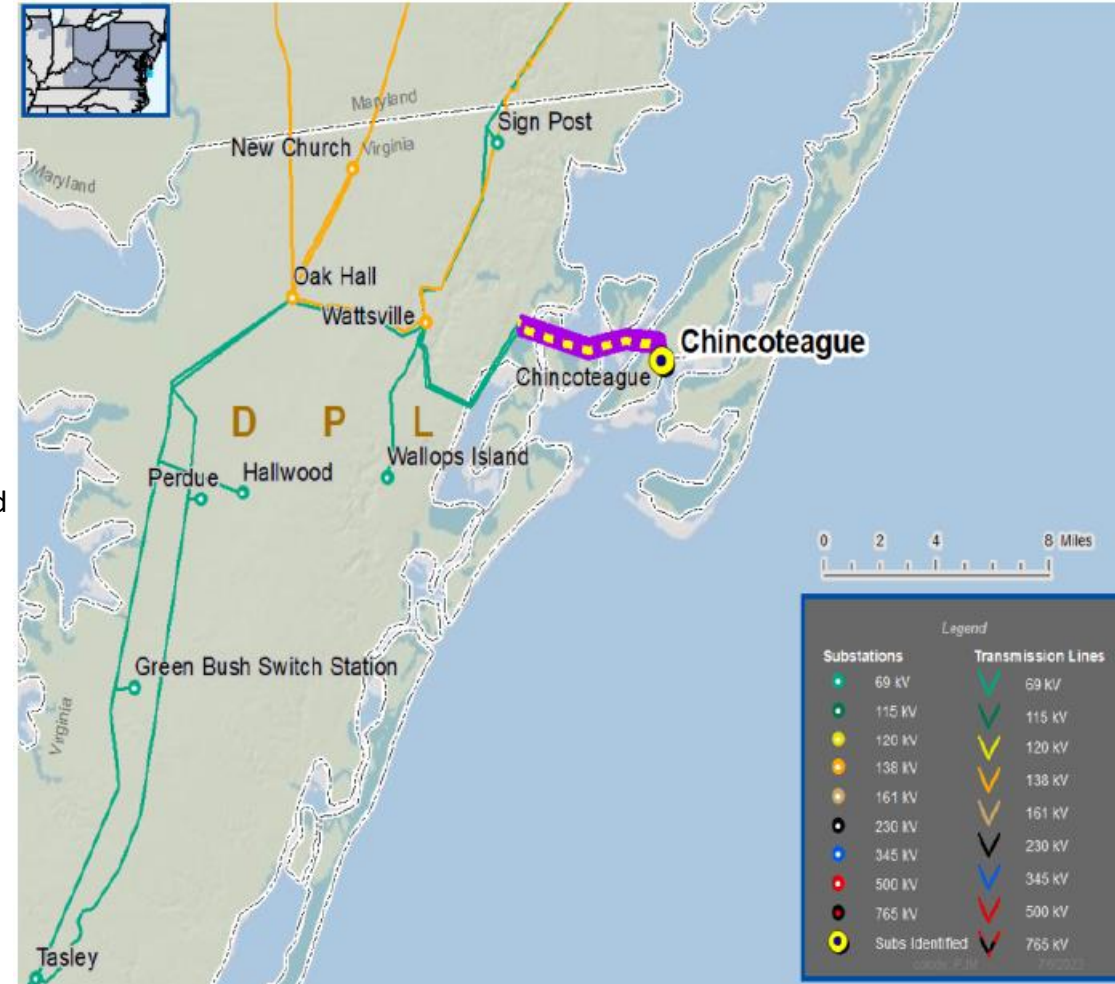 Maryland
Sign Post
New Church
Virginia
Maryland
Oak Hall
Wattsville
Chincoteague
Chincoteague
D P L
Wallops Island
Perdue
Hallwood
d
0 2 4 8 Miles
Green Bush Switch Station
Virginia
Tasley
Legend
Substations Transmission Lines
69 kV 69 kV
115 kV 115 kV
120 kV 120 kV
138 kV 138 kV
161 kV 161 kV
230 kV 230 kV
345 kV 345 kV
500 kV 500 kV
765 kV 765 kV
Subs Identified